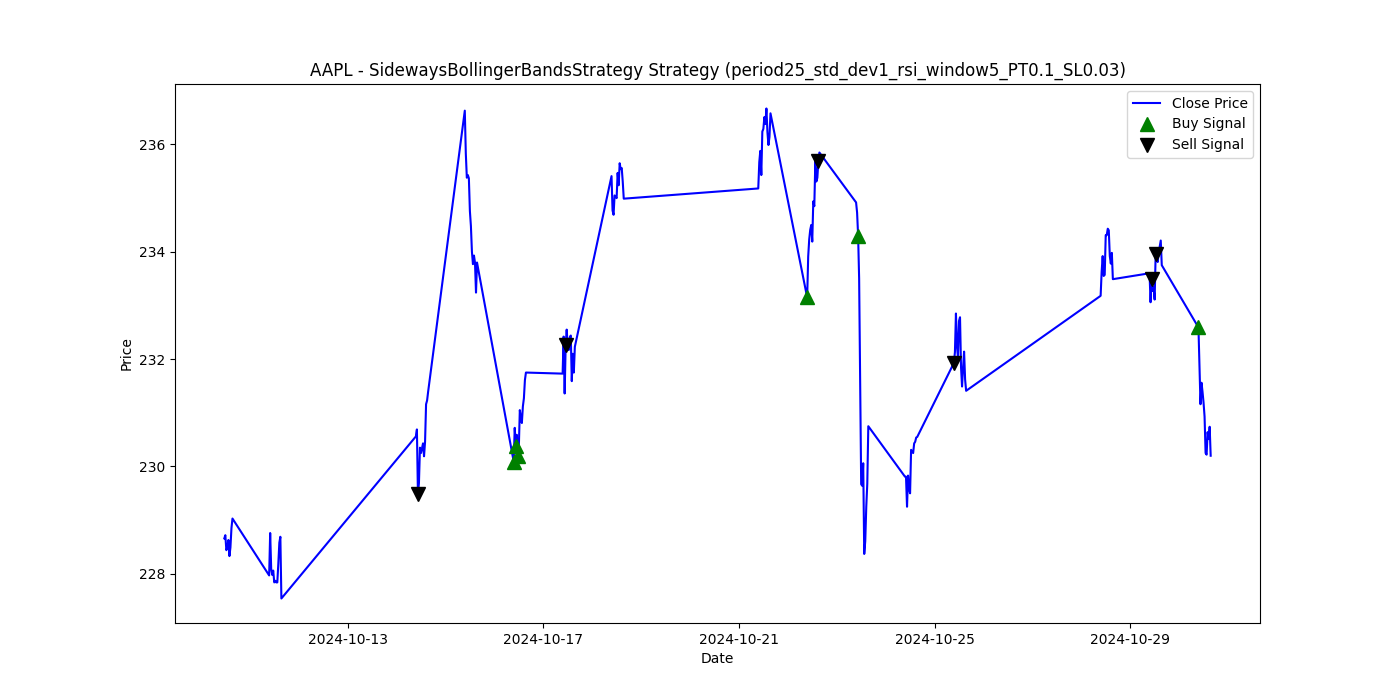 AAPL - SidewaysBollingerBandsStrategy Strategy (period25_std_dev1_rsi_window5_PT0.1_SL0.03)
Close Price
Buy Signal
Sell Signal
Price
236
234
232
230
228
2024-10-13
2024-10-17
2024-10-21
2024-10-25
2024-10-29
Date